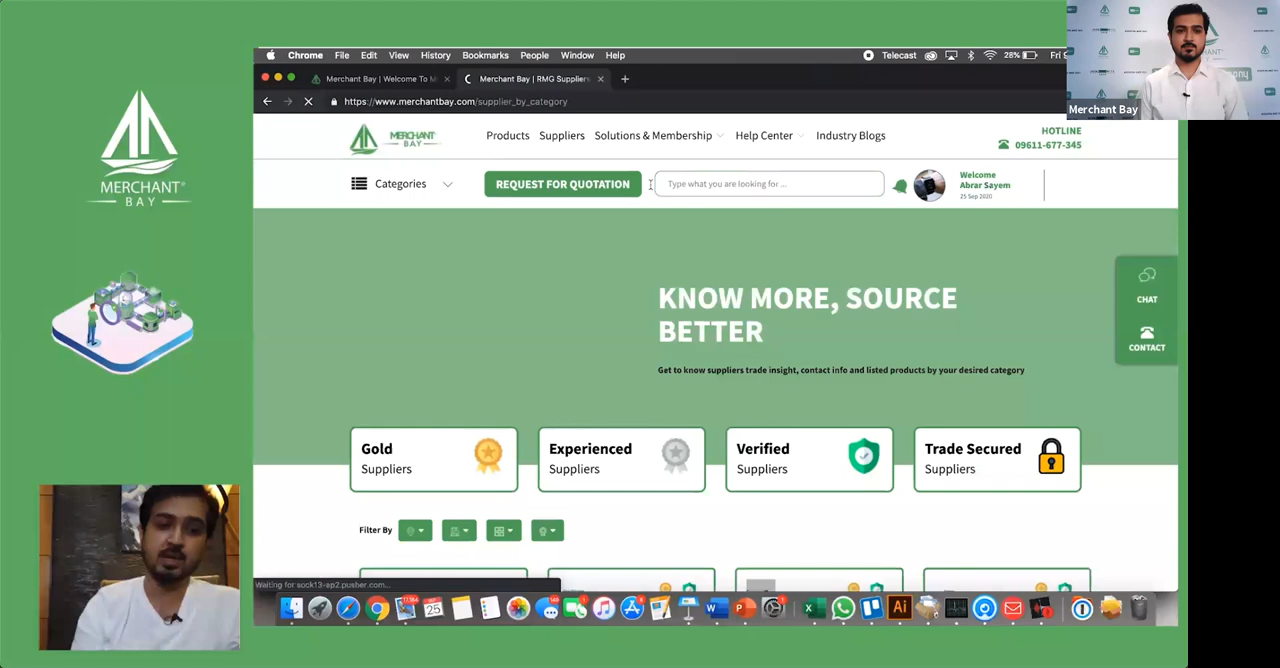 Chrome File Edit View History Bookmarks People Window Help Telecast 28% Fri
Merchant Bay | Welcome To M Merchant Bay | RMG Suppliers
https://www.merchantbay.com/supplier_by_category
Merchant Bay
MERCHANT
BAY
Products Suppliers Solutions & Membership Help Center Industry Blogs
HOTLINE
09611-677-345
Categories REQUEST FOR QUOTATION Type what you are looking for ...
Welcome
Abrar Sayem
25 Sep 2020
MERCHANT®
BAY
KNOW MORE, SOURCE
BETTER
Get to know suppliers trade insight, contact info and listed products by your desired category
CHAT
CONTACT
Gold
Suppliers
Experienced
Suppliers
Verified
Suppliers
Trade Secured
Suppliers
Filter By
Waiting for sock13-ap2.pusher.com...
SEP
25